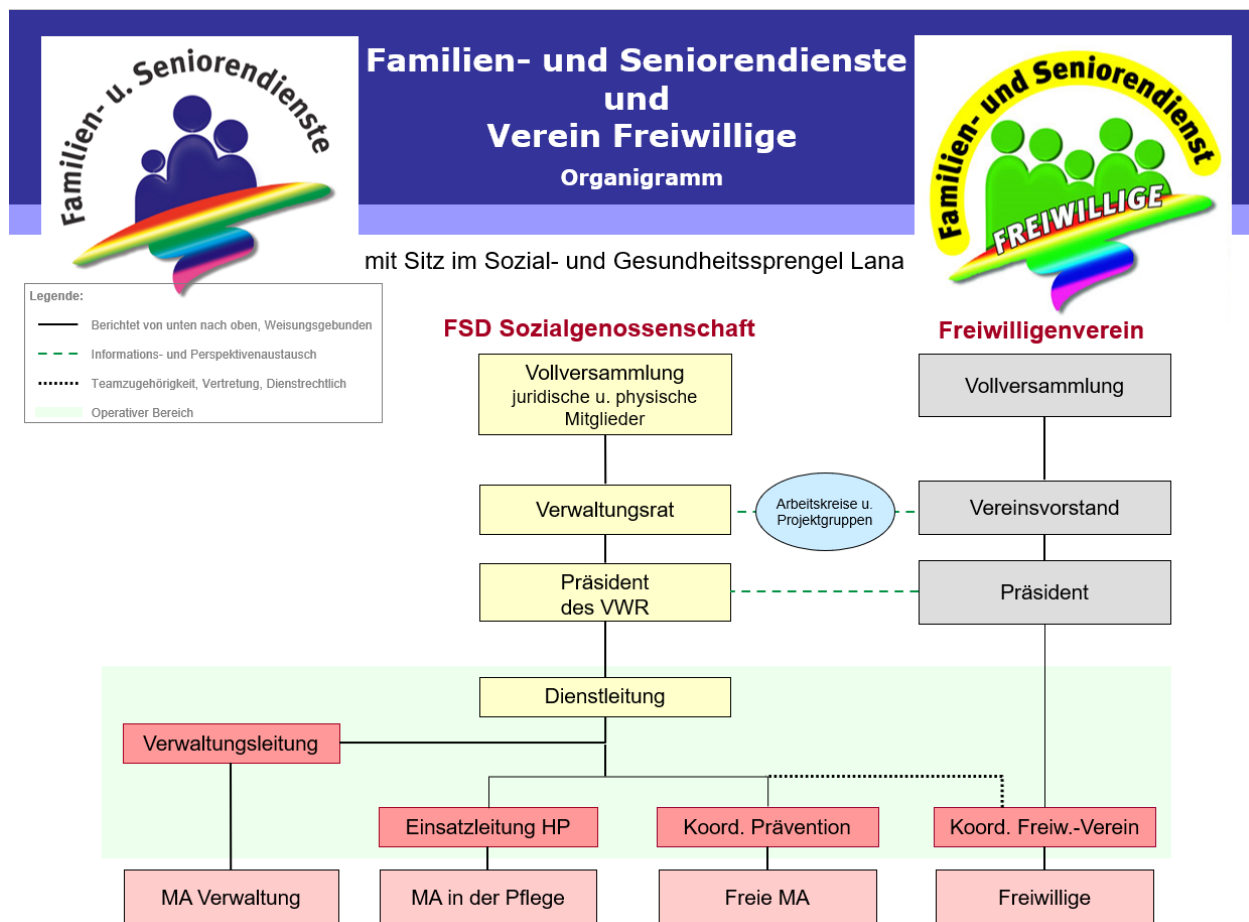 Familien- u. Seniorendienste
Familien- und Seniorendienste
und
Verein Freiwillige
Organigramm
Familien- und Seniorendienst
FREIWILLIGE
mit Sitz im Sozial- und Gesundheitssprengel Lana
Legende:
Berichtet von unten nach oben, Weisungsgebunden
Informations- und Perspektivenaustausch
Teamzugehörigkeit, Vertretung, Dienstrechtlich
Operativer Bereich
FSD Sozialgenossenschaft
Freiwilligenverein
Vollversammlung
juridische u. physische
Mitglieder
Vollversammlung
Verwaltungsrat
Arbeitskreise u.
Projektgruppen
Vereinsvorstand
Präsident
des VWR
Präsident
Dienstleitung
Verwaltungsleitung
Einsatzleitung HP
Koord. Prävention
Koord. Freiw.-Verein
MA Verwaltung
MA in der Pflege
Freie MA
Freiwillige